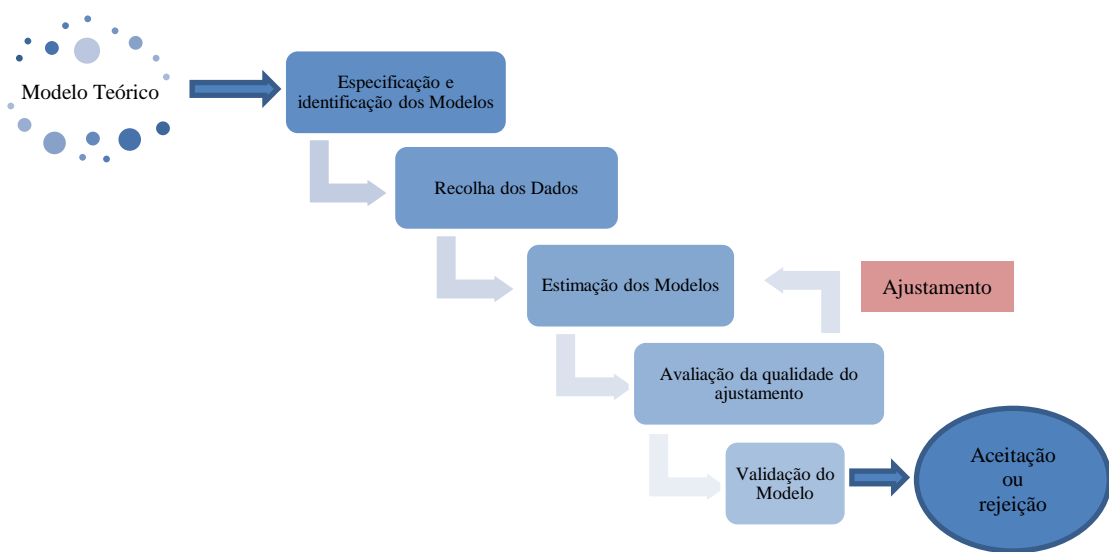 Modelo Teórico
Especificação e
identificação dos Modelos
Recolha dos Dados
Estimação dos Modelos
Ajustamento
Avaliação da qualidade do
ajustamento
Validação do
Modelo
Aceitação
ou
rejeição